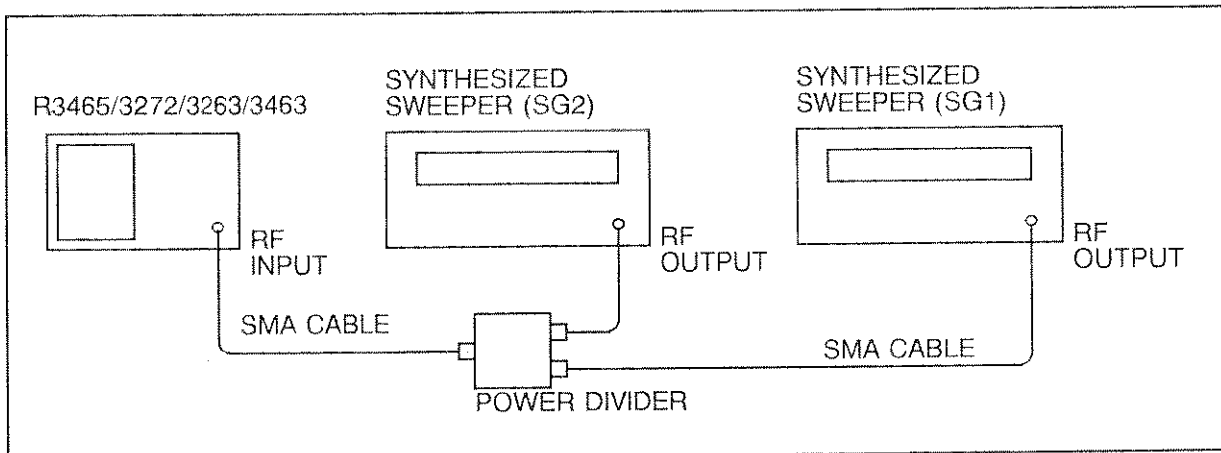 R3465/3272/3263/3463
SYNTHESIZED
SWEEPER (SG2)
SYNTHESIZED
SWEEPER (SG1)
RF
INPUT
RF
OUTPUT
RF
OUTPUT
SMA CABLE
SMA CABLE
POWER DIVIDER